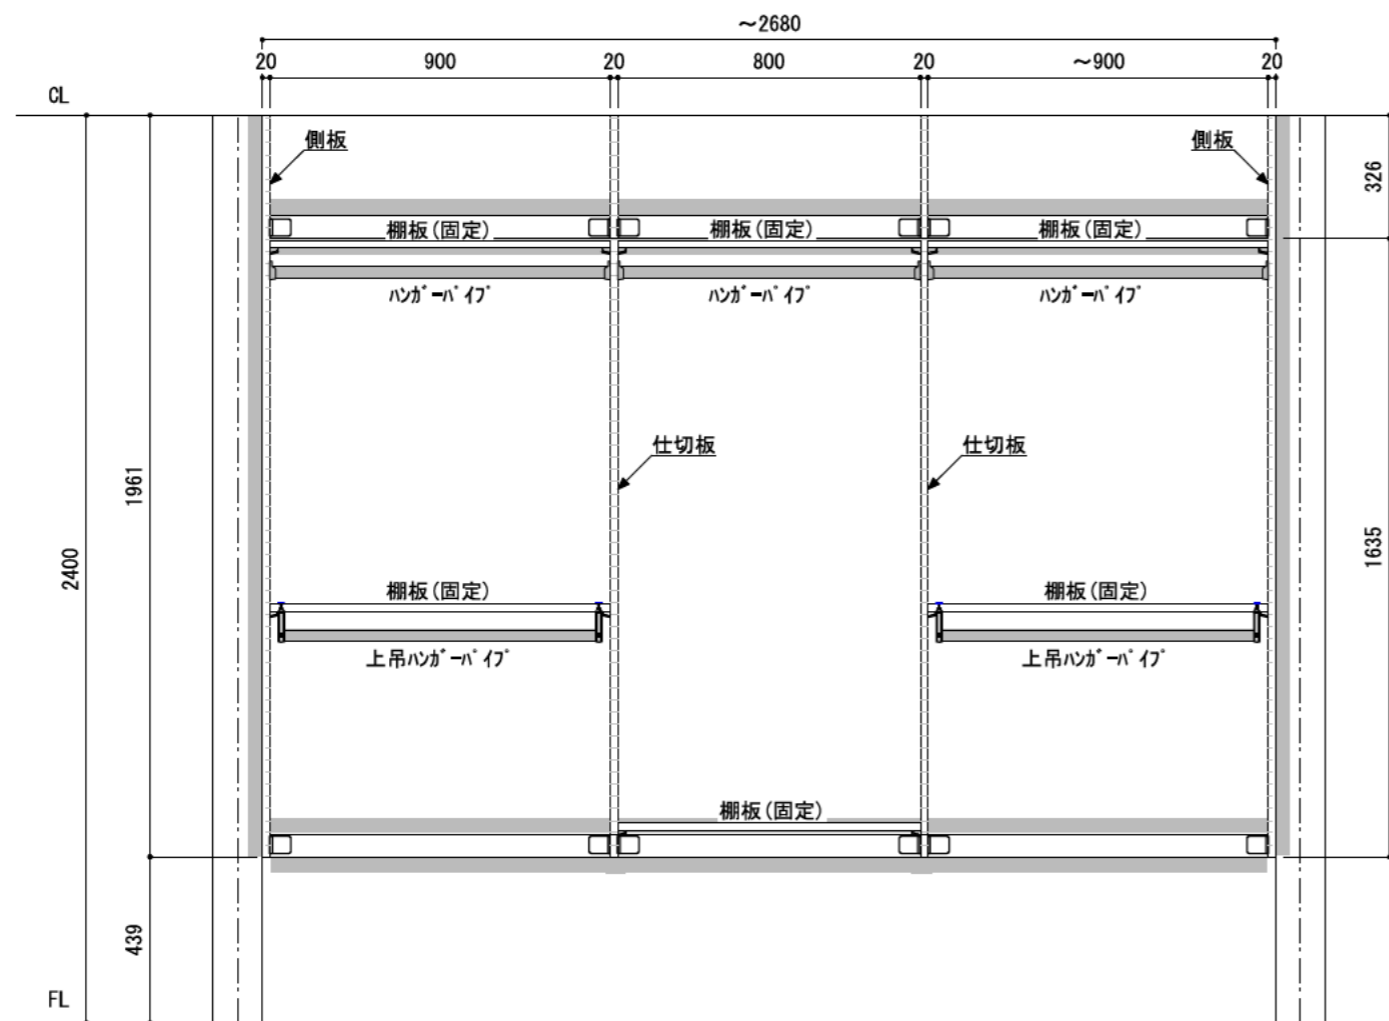 ～2680
20 900 20 800 20 ～900 20
CL
側板 側板
326
棚板(固定) 棚板(固定) 棚板(固定)
ﾊﾝｶﾞｰﾊﾟｲﾌﾟ ﾊﾝｶﾞｰﾊﾟｲﾌﾟ ﾊﾝｶﾞｰﾊﾟｲﾌﾟ
仕切板 仕切板
1961
2400
1635
棚板(固定) 棚板(固定)
上吊ﾊﾝｶﾞｰﾊﾟｲﾌﾟ 上吊ﾊﾝｶﾞｰﾊﾟｲﾌﾟ
棚板(固定)
439
FL